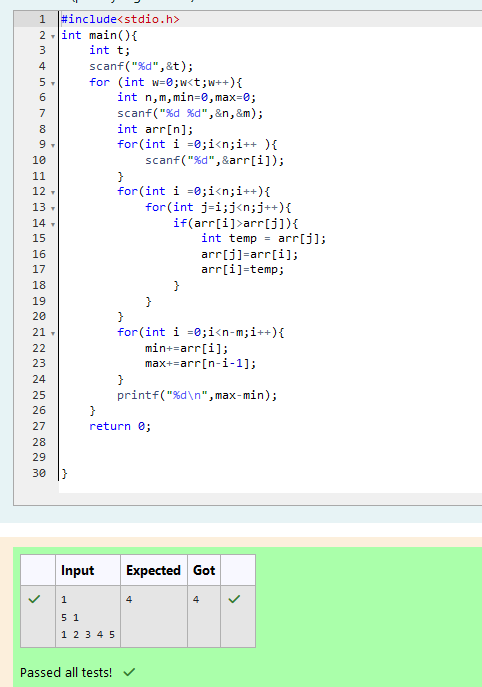 1 #include<stdio.h>
2 int main(){
3     int t;
4     scanf("%d",&t);
5     for (int w=0;w<t;w++){
6         int n,m,min=0,max=0;
7         scanf("%d %d",&n,&m);
8         int arr[n];
9         for(int i =0;i<n;i++ ){
10             scanf("%d",&arr[i]);
11         }
12         for(int i =0;i<n;i++){
13             for(int j=i;j<n;j++){
14                 if(arr[i]>arr[j]){
15                     int temp = arr[j];
16                     arr[j]=arr[i];
17                     arr[i]=temp;
18                 }
19             }
20         }
21         for(int i =0;i<n-m;i++){
22             min+=arr[i];
23             max+=arr[n-i-1];
24         }
25         printf("%d\n",max-min);
26     }
27     return 0;
28
29
30 }
Input Expected Got
1 4 4
5 1
1 2 3 4 5
Passed all tests!